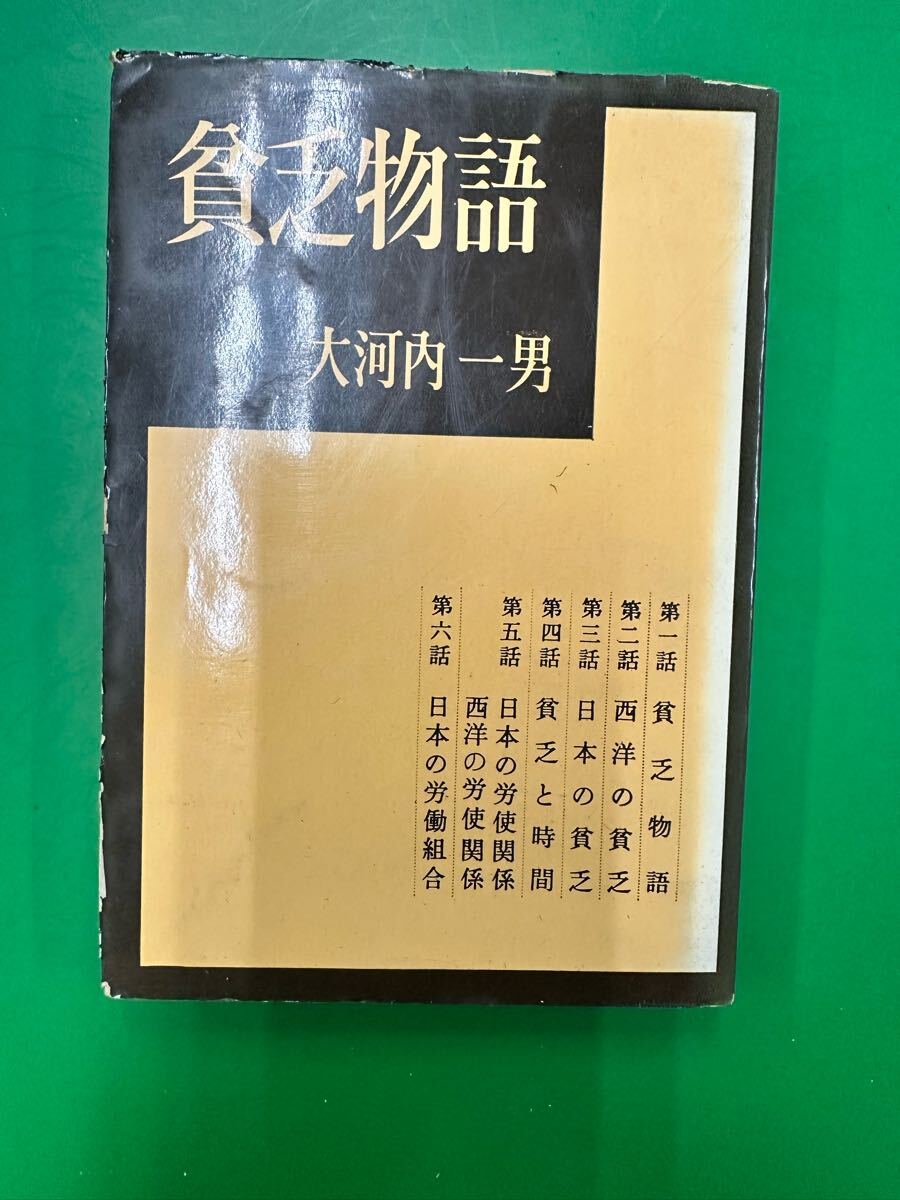 貧乏物語
大河内一男
第一話 貧乏物語
第二話 西洋の貧乏
第三話 日本の貧乏
第四話 貧乏と時間
第五話 日本の労使関係
西洋の労使関係
第六話 日本の労働組合